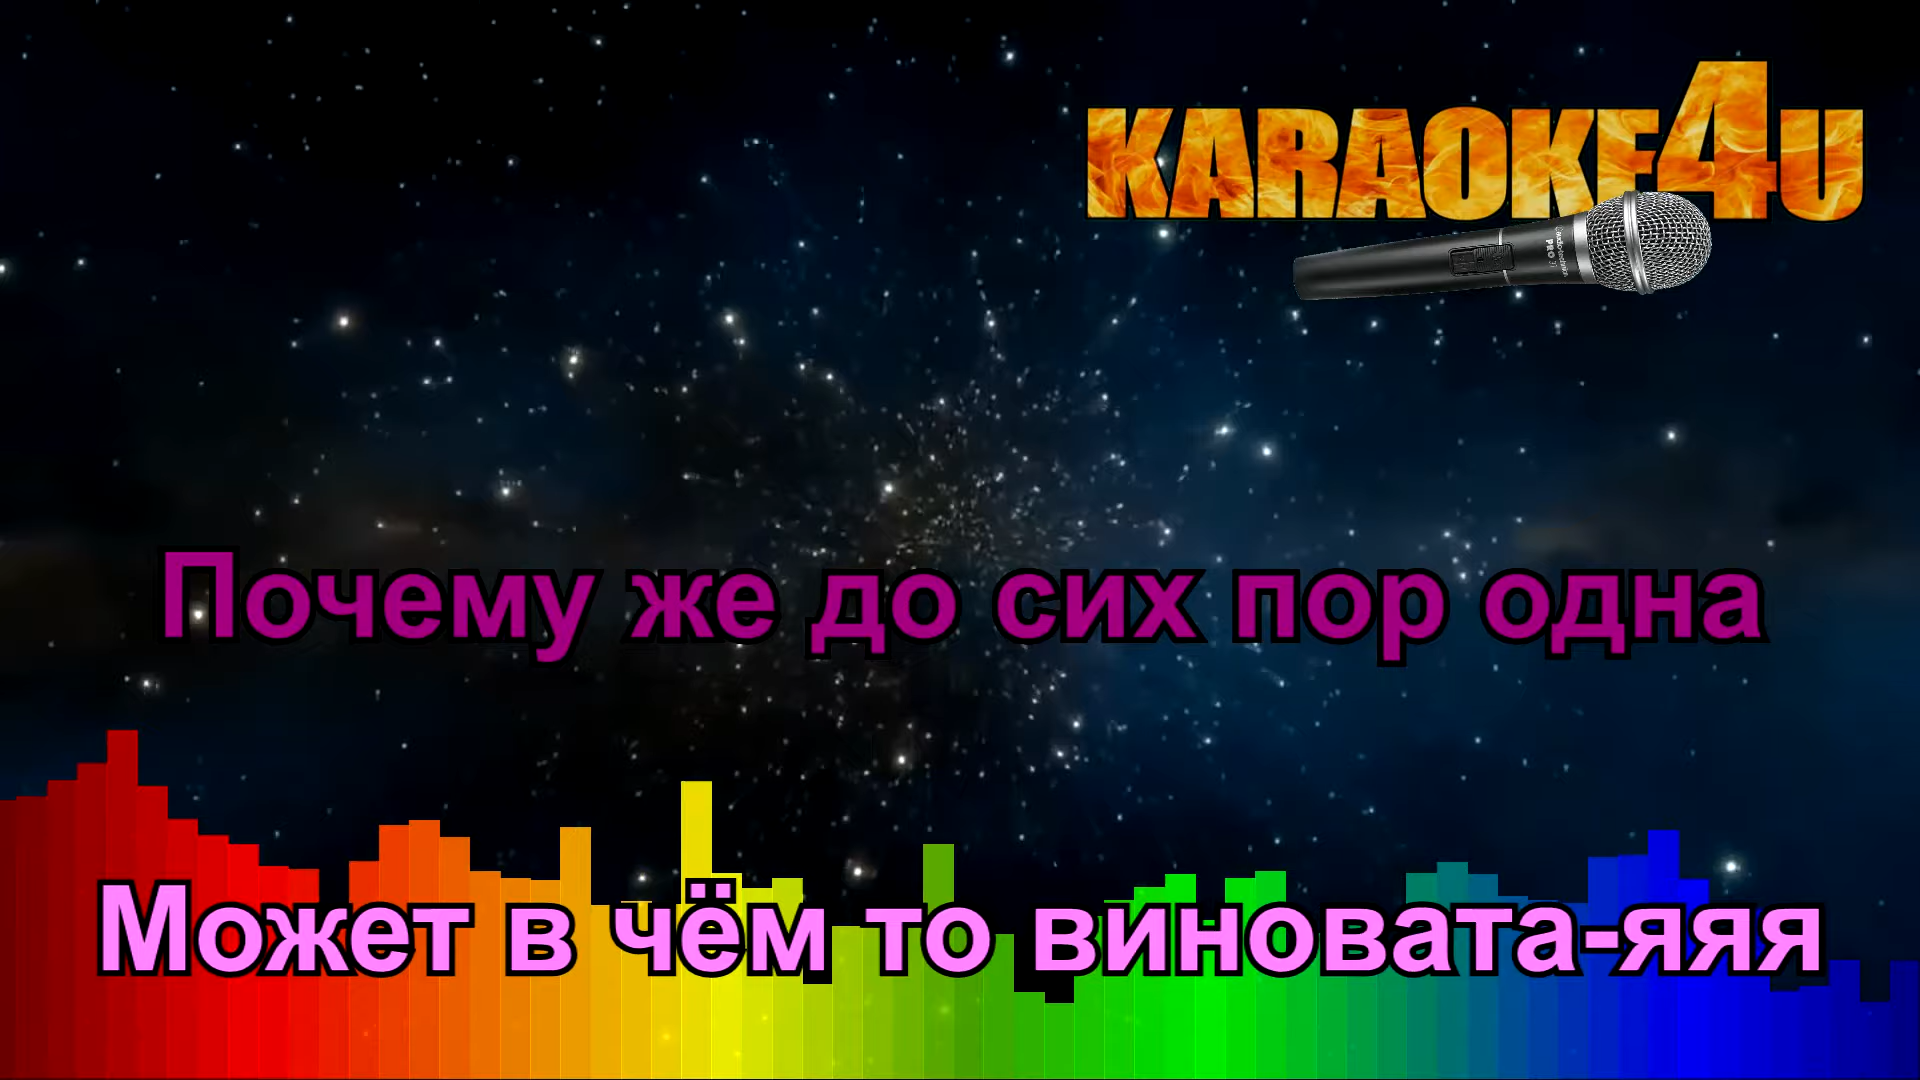 KARAOKE4U
Почему же до сих пор одна
Может в чём то виновата-яяя